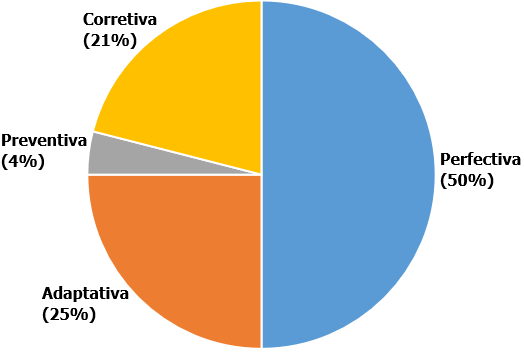 Corretiva
(21%)
Preventiva
(4%)
Perfectiva
(50%)
Adaptativa
(25%)